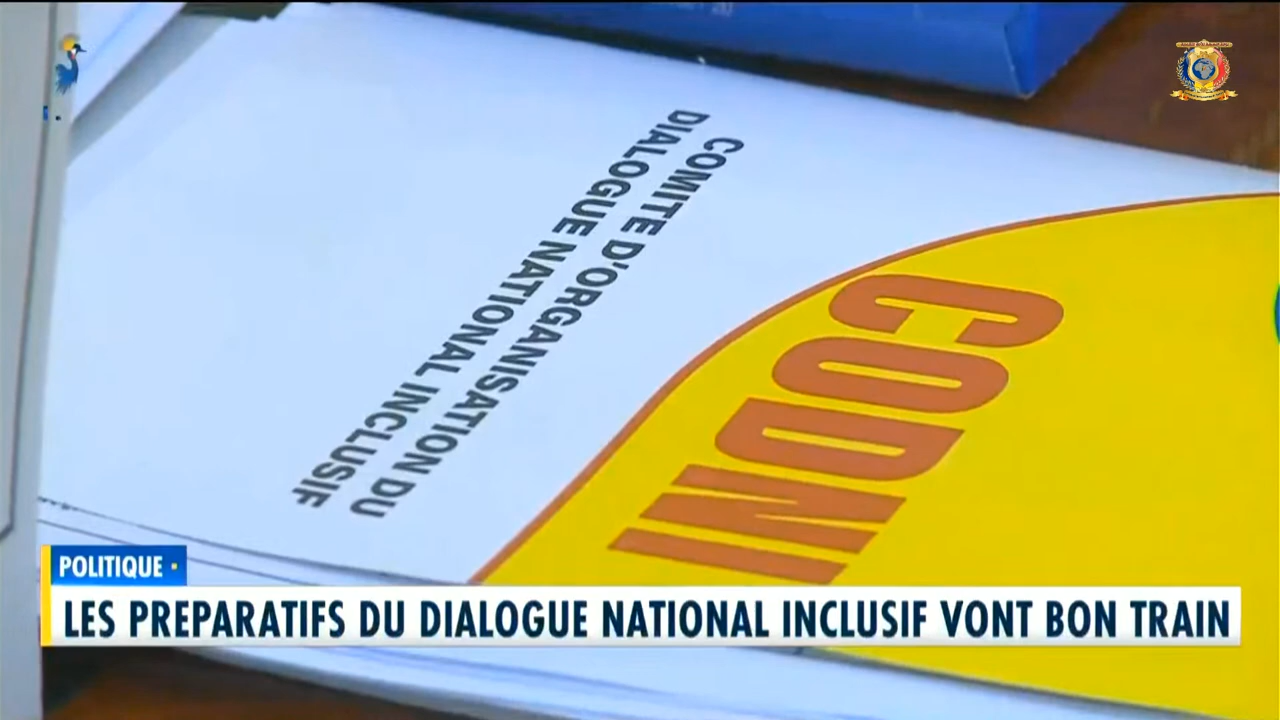 COMITE D'ORGANISATION DU
DIALOGUE NATIONAL INCLUSIF
CODNI
POLITIQUE
LES PREPARATIFS DU DIALOGUE NATIONAL INCLUSIF VONT BON TRAIN